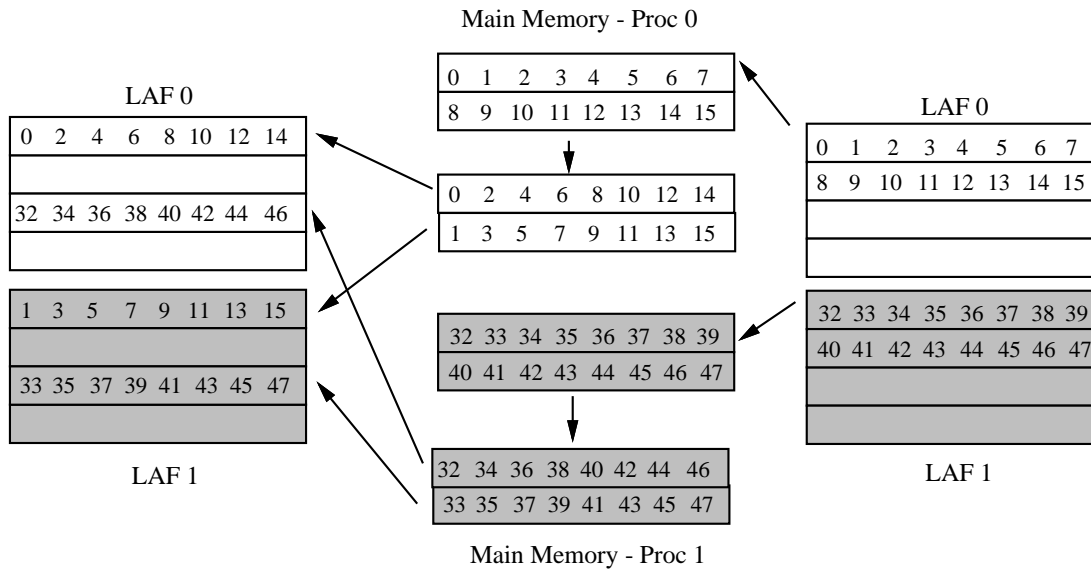 Main Memory - Proc 0
LAF 0
0 2 4 6 8 10 12 14
32 34 36 38 40 42 44 46
1 3 5 7 9 11 13 15
33 35 37 39 41 43 45 47
LAF 1
0 1 2 3 4 5 6 7
8 9 10 11 12 13 14 15
0 2 4 6 8 10 12 14
1 3 5 7 9 11 13 15
32 33 34 35 36 37 38 39
40 41 42 43 44 45 46 47
32 34 36 38 40 42 44 46
33 35 37 39 41 43 45 47
Main Memory - Proc 1
LAF 0
0 1 2 3 4 5 6 7
8 9 10 11 12 13 14 15
32 33 34 35 36 37 38 39
40 41 42 43 44 45 46 47
LAF 1